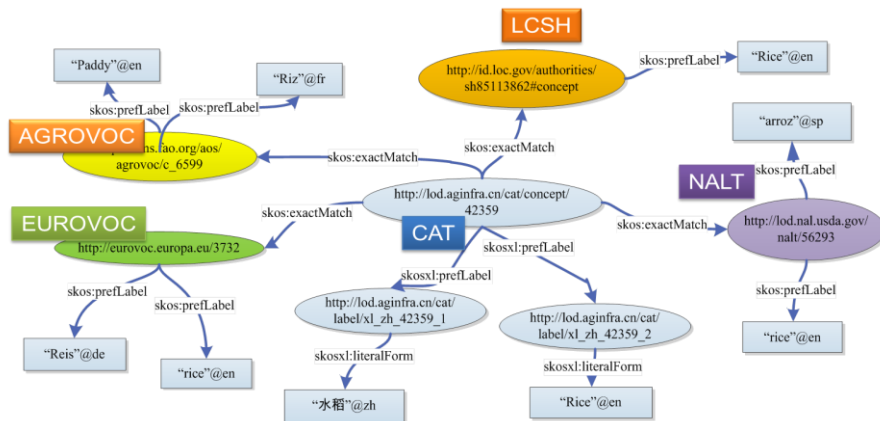 LCSH
“Paddy”@en
“Riz”@fr
http://id.loc.gov/authorities/
sh85113862#concept
skos:prefLabel
“Rice”@en
skos:prefLabel
skos:prefLabel
AGROVOC
ns.fao.org/aos/
agrovoc/c_6599
skos:exactMatch
skos:exactMatch
“arroz”@sp
skos:prefLabel
NALT
http://lod.aginfra.cn/cat/concept/
42359
skos:exactMatch
skos:exactMatch
http://lod.nal.usda.gov/
nalt/56293
EUROVOC
http://eurovoc.europa.eu/3732
CAT
skosxl:prefLabel
skosxl:prefLabel
skos:prefLabel
skos:prefLabel
skos:prefLabel
http://lod.aginfra.cn/cat/
label/xl_zh_42359_1
http://lod.aginfra.cn/cat/
label/xl_zh_42359_2
“Reis”@de
“rice”@en
“rice”@en
skosxl:literalForm
skosxl:literalForm
“水稻”@zh
“Rice”@en